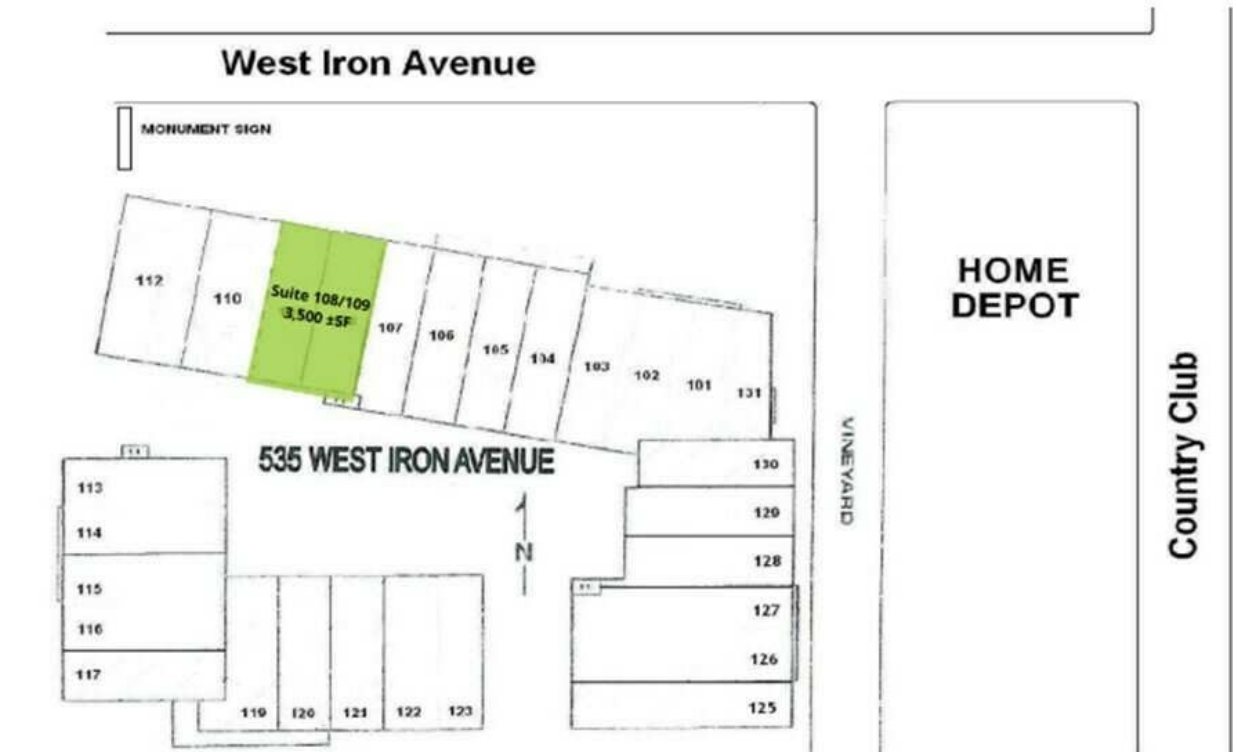 West Iron Avenue
MONUMENT SIGN
112
110
Suite 108/109
3,500 ±SF
107
106
105
104
103
102
101
131
HOME
DEPOT
Country Club
VINEYARD
535 WEST IRON AVENUE
N
113
114
115
116
117
119
120
121
122
123
130
129
128
127
126
125